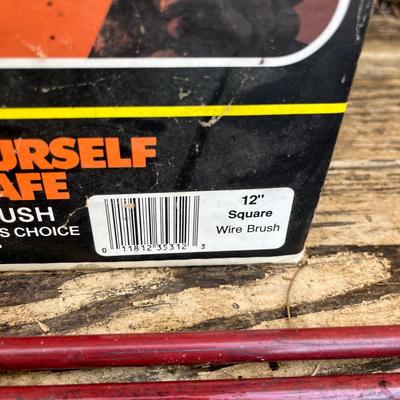 URSELF
AFE
USH
S CHOICE
12"
Square
Wire Brush
0 11812 35312 3